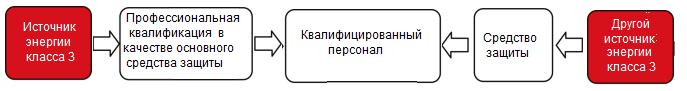 Источник
энергии
класса 3
Профессиональная
квалификация в
качестве основного
средства защиты
Квалифицированный
персонал
Средство
защиты
Другой
источник
энергии
класса 3